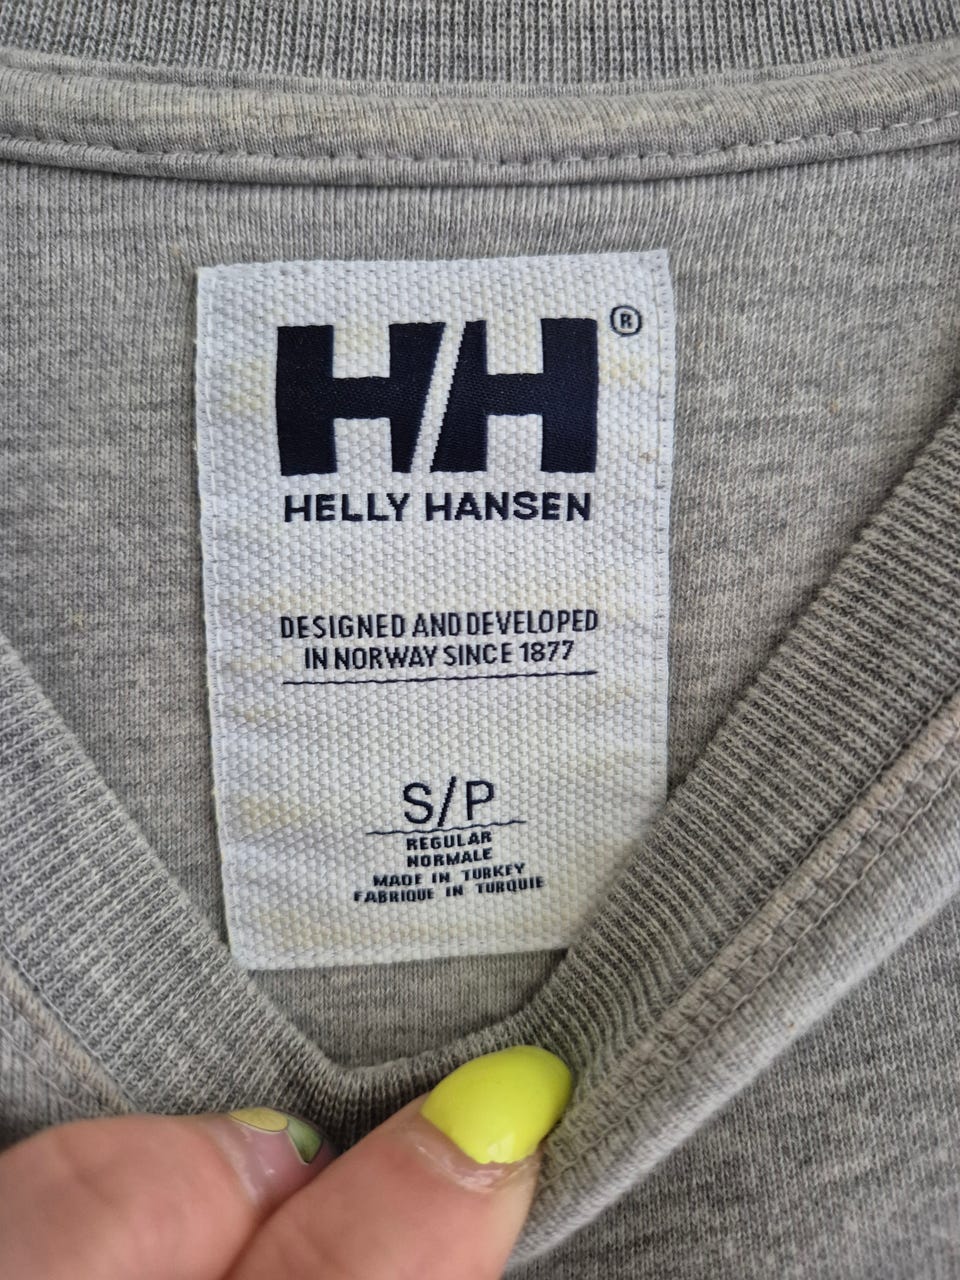 HH®
HELLY HANSEN
DESIGNED AND DEVELOPED
IN NORWAY SINCE 1877
S/P
REGULAR
NORMALE
MADE IN TURKEY
FABRIQUE IN TURQUIE